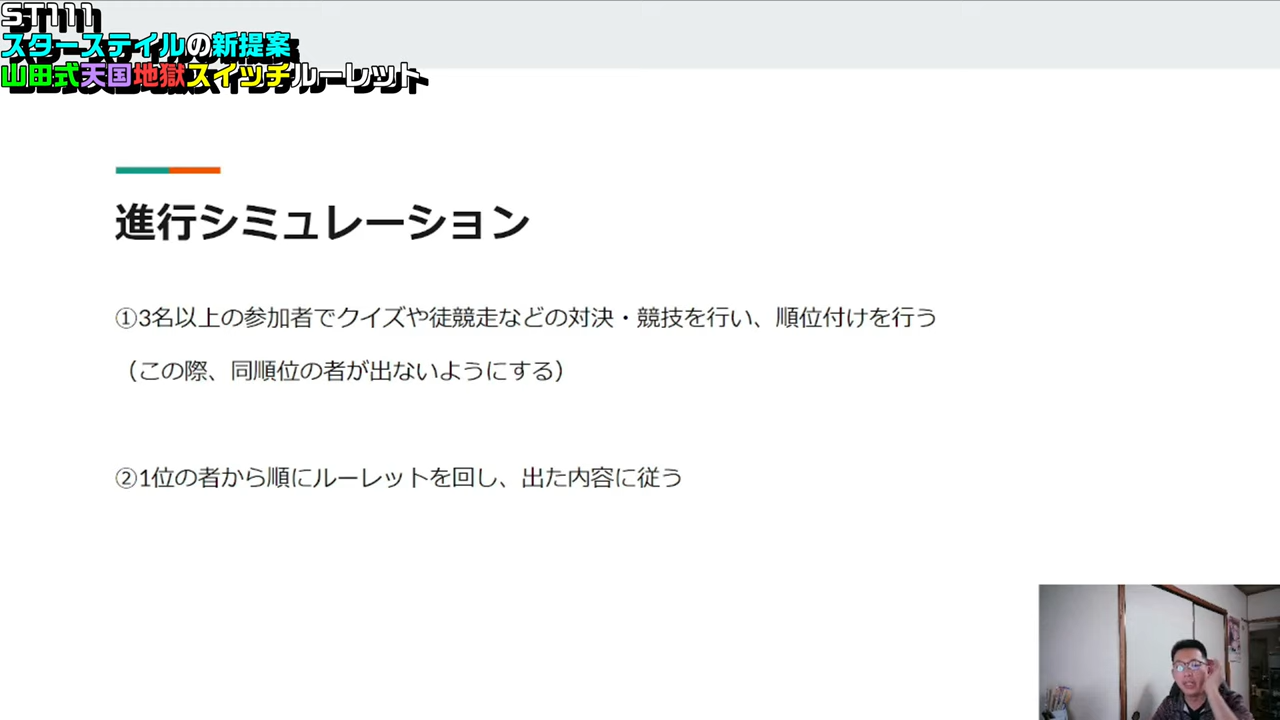 ST111
スターステイルの新提案
山田式天国地獄スイッチルーレット
進行シミュレーション
①3名以上の参加者でクイズや徒競走などの対決・競技を行い、順位付けを行う
（この際、同順位の者が出ないようにする）
②1位の者から順にルーレットを回し、出た内容に従う